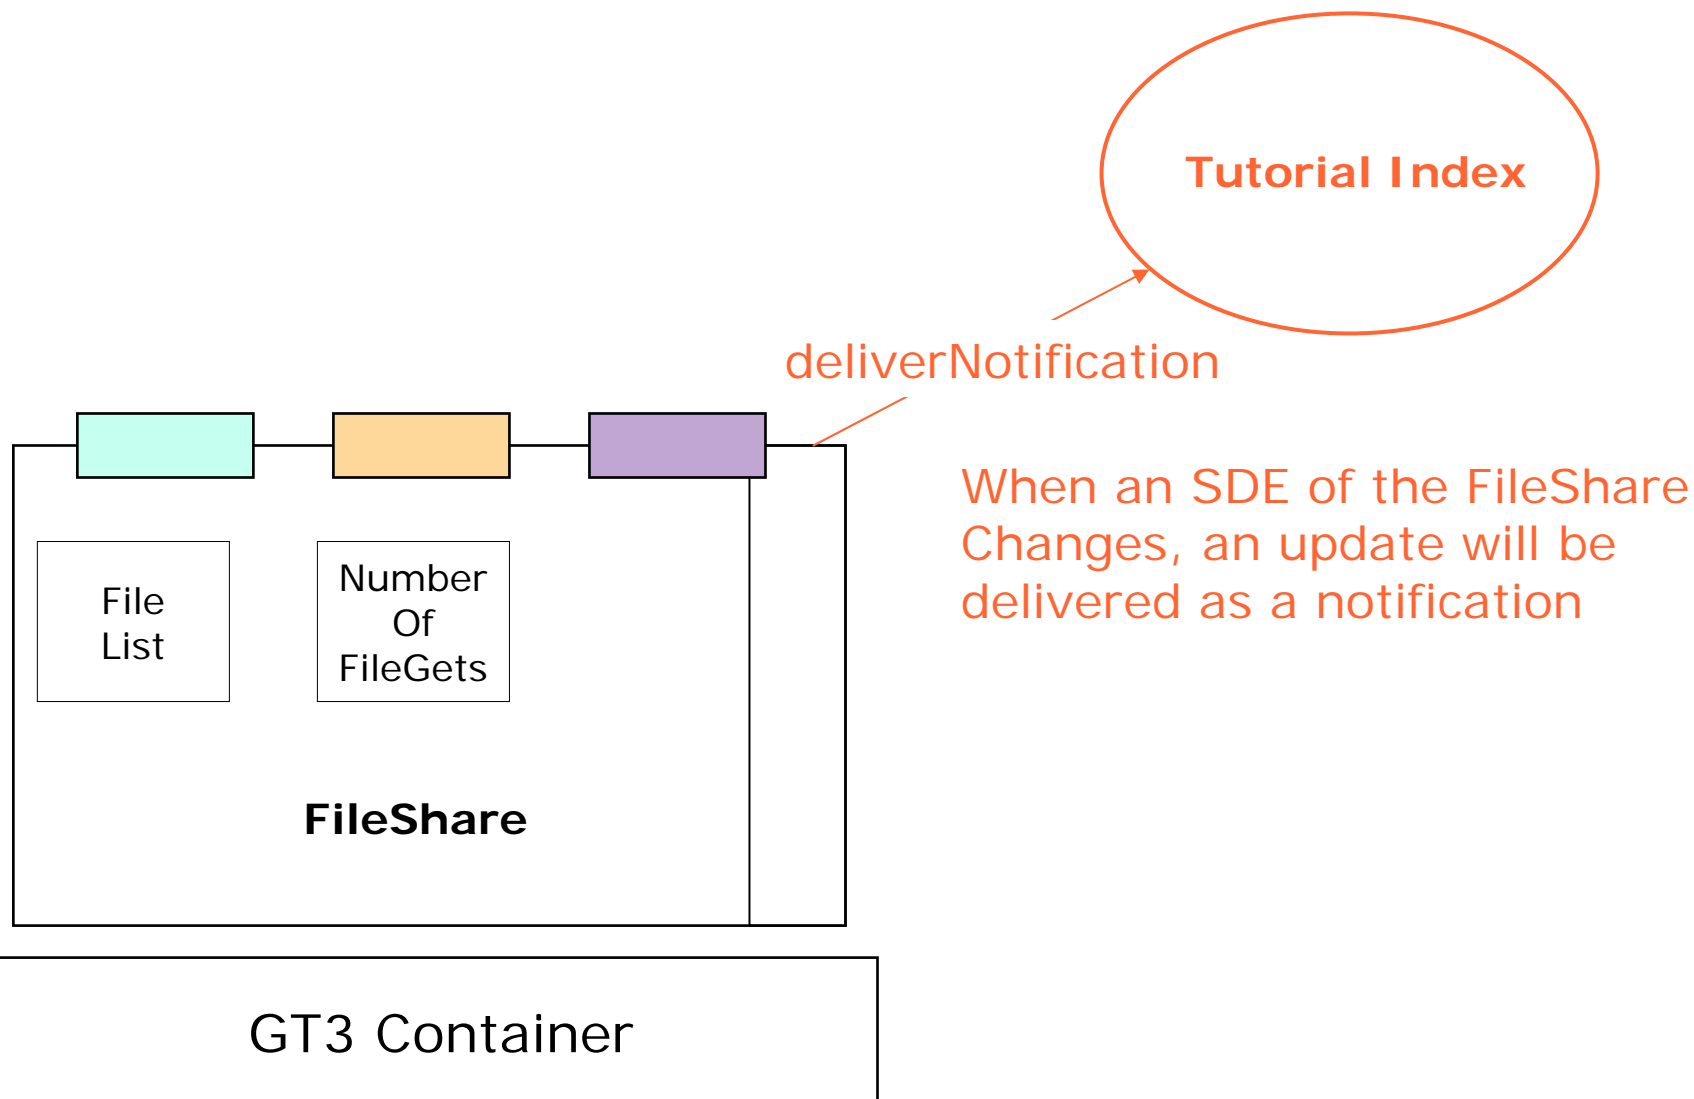 Tutorial Index
deliverNotification
When an SDE of the FileShare
Changes, an update will be
delivered as a notification
File
List
Number
Of
FileGets
FileShare
GT3 Container